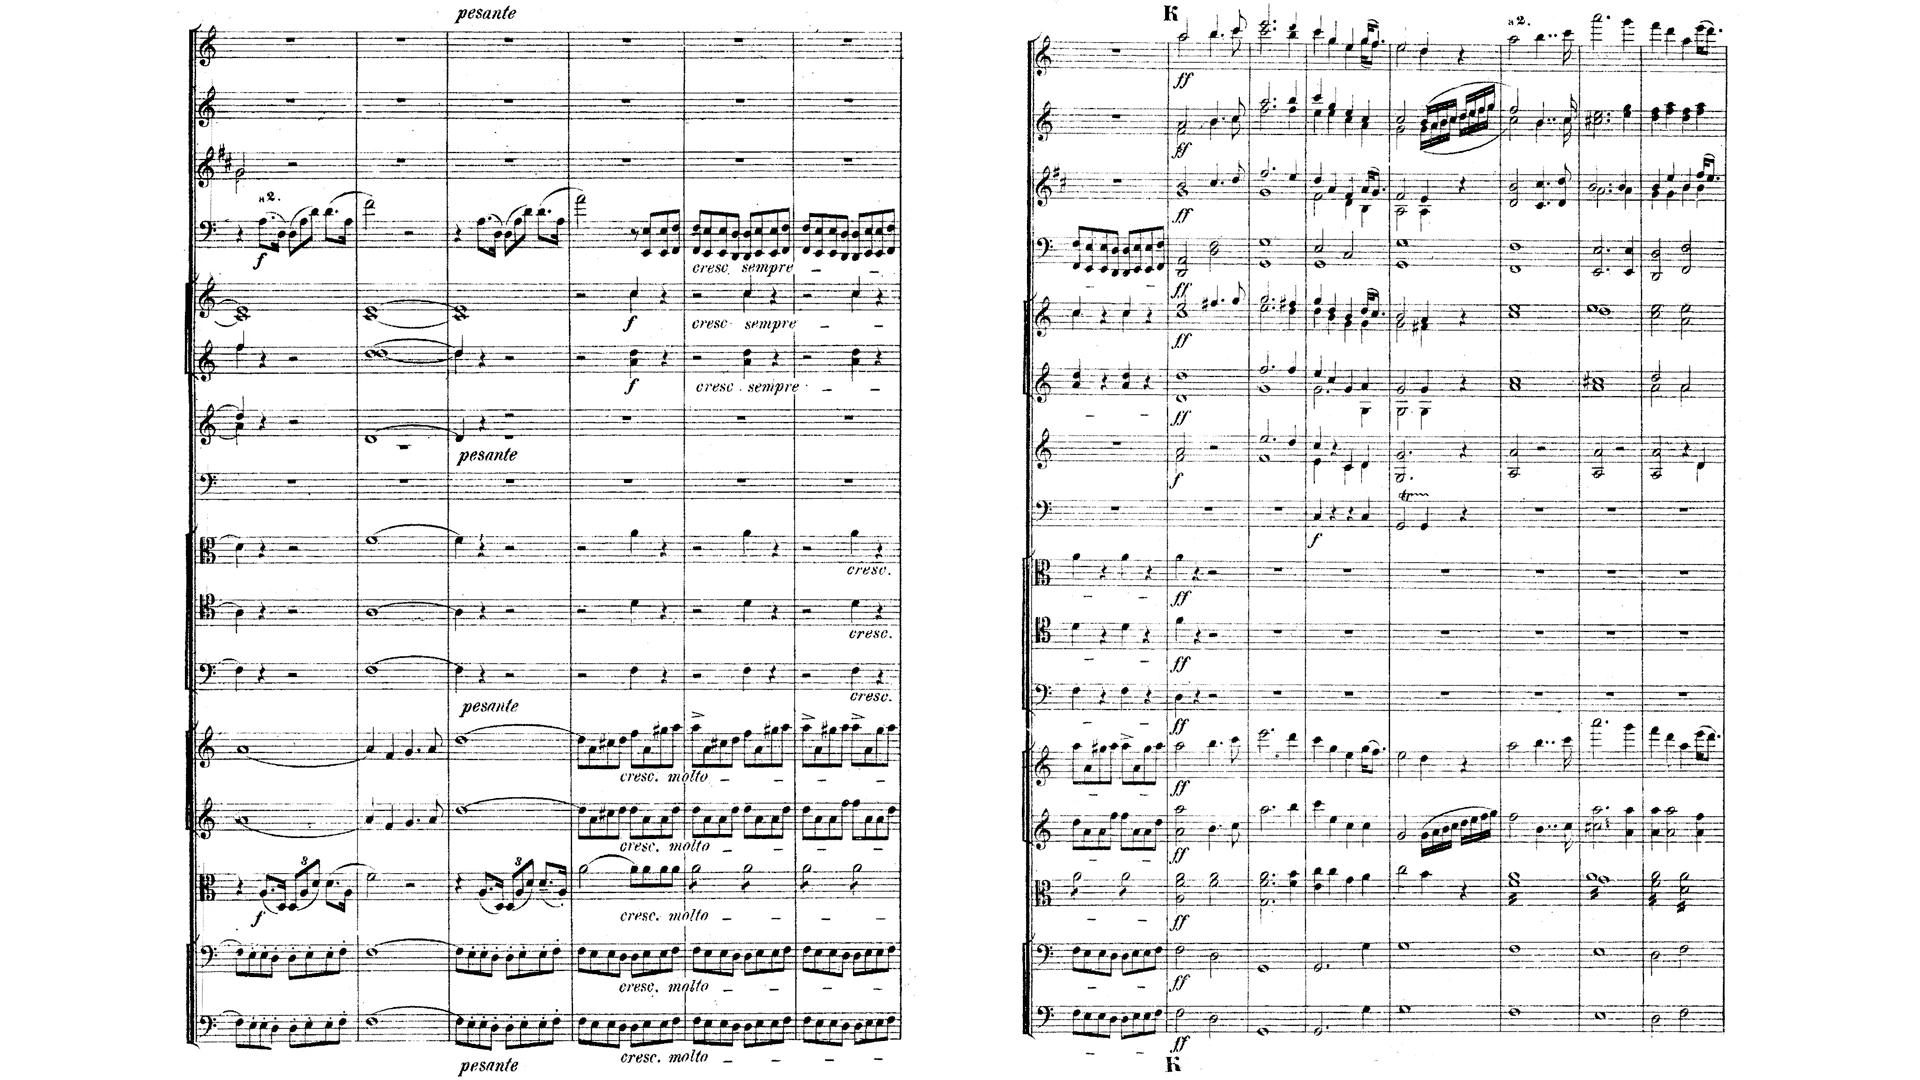 pesante
a2.
f
cresc. sempre
f
cresc. sempre
f
cresc. sempre
pesante
cresc.
cresc.
cresc.
pesante
cresc. molto
cresc. molto
3
3
f
cresc. molto
cresc. molto
cresc. molto
pesante
K
a2.
ff
ff
ff
ff
ff
ff
f
tr
f
ff
ff
ff
ff
ff
ff
ff
ff
K